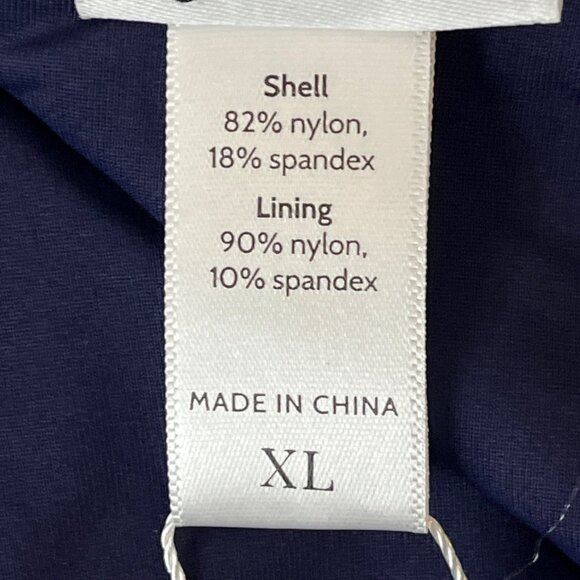 Shell
82% nylon,
18% spandex
Lining
90% nylon,
10% spandex
MADE IN CHINA
XL